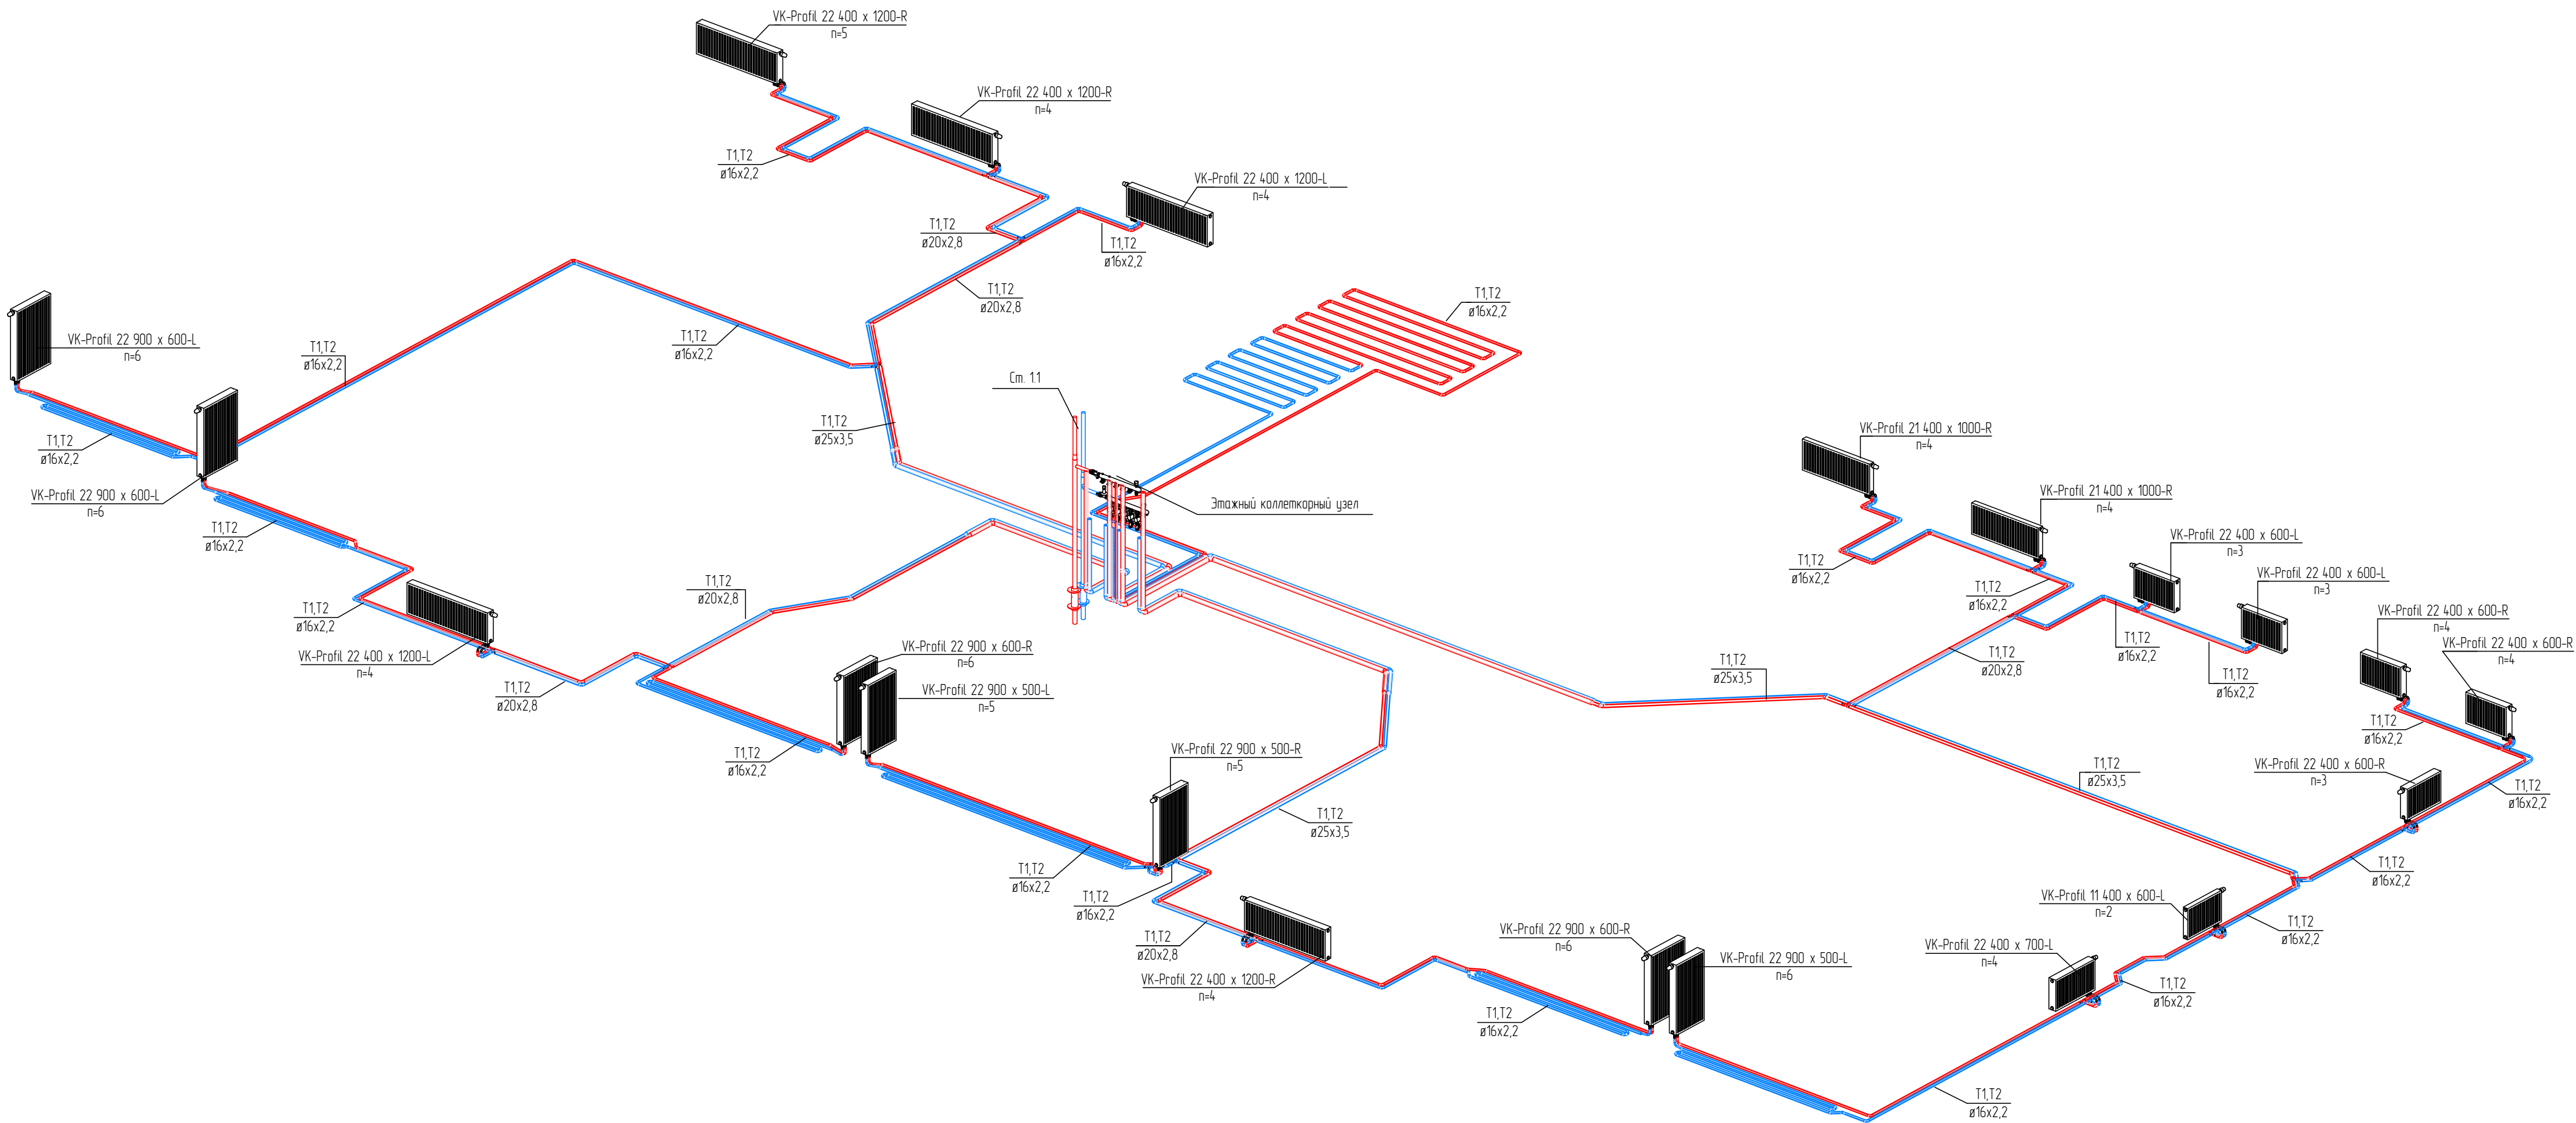 VK-Profil 22 400 x 1200-R
n=5
VK-Profil 22 400 x 1200-R
n=4
T1,T2
ø16x2,2
VK-Profil 22 400 x 1200-L
n=4
T1,T2
ø20x2,8
T1,T2
ø16x2,2
T1,T2
ø20x2,8
T1,T2
ø16x2,2
VK-Profil 22 900 x 600-L
n=6
T1,T2
ø16x2,2
T1,T2
ø16x2,2
Ст. 1.1
T1,T2
ø25x3,5
T1,T2
ø16x2,2
VK-Profil 22 900 x 600-L
n=6
T1,T2
ø16x2,2
Этажный коллеткорный узел
VK-Profil 21 400 x 1000-R
n=4
VK-Profil 21 400 x 1000-R
n=4
VK-Profil 22 400 x 600-L
n=3
VK-Profil 22 400 x 600-L
n=3
T1,T2
ø16x2,2
T1,T2
ø16x2,2
VK-Profil 22 400 x 600-R
n=4
VK-Profil 22 400 x 600-R
n=4
T1,T2
ø20x2,8
T1,T2
ø16x2,2
VK-Profil 22 400 x 1200-L
n=4
VK-Profil 22 900 x 600-R
n=6
VK-Profil 22 900 x 500-L
n=5
T1,T2
ø20x2,8
T1,T2
ø25x3,5
T1,T2
ø20x2,8
T1,T2
ø16x2,2
T1,T2
ø16x2,2
T1,T2
ø16x2,2
T1,T2
ø16x2,2
VK-Profil 22 900 x 500-R
n=5
T1,T2
ø25x3,5
VK-Profil 22 400 x 600-R
n=3
T1,T2
ø16x2,2
T1,T2
ø25x3,5
T1,T2
ø16x2,2
T1,T2
ø16x2,2
T1,T2
ø16x2,2
VK-Profil 11 400 x 600-L
n=2
T1,T2
ø16x2,2
T1,T2
ø20x2,8
VK-Profil 22 400 x 1200-R
n=4
VK-Profil 22 900 x 600-R
n=6
VK-Profil 22 900 x 500-L
n=6
VK-Profil 22 400 x 700-L
n=4
T1,T2
ø16x2,2
T1,T2
ø16x2,2
T1,T2
ø16x2,2